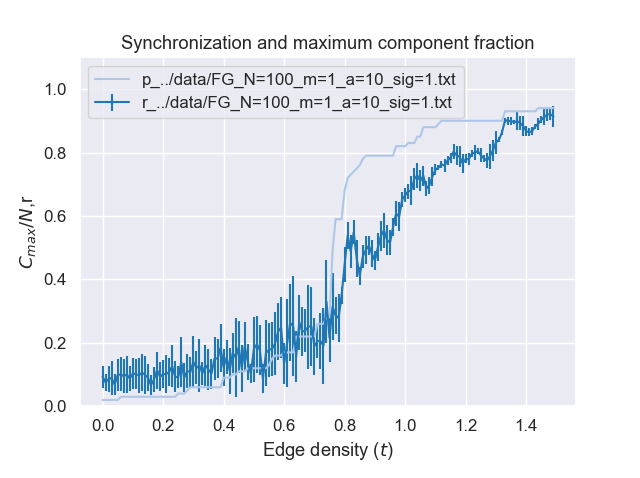 Synchronization and maximum component fraction
p_../data/FG_N=100_m=1_a=10_sig=1.txt
r_../data/FG_N=100_m=1_a=10_sig=1.txt
C_max/N,r
1.0
0.8
0.6
0.4
0.2
0.0
0.0 0.2 0.4 0.6 0.8 1.0 1.2 1.4
Edge density (t)